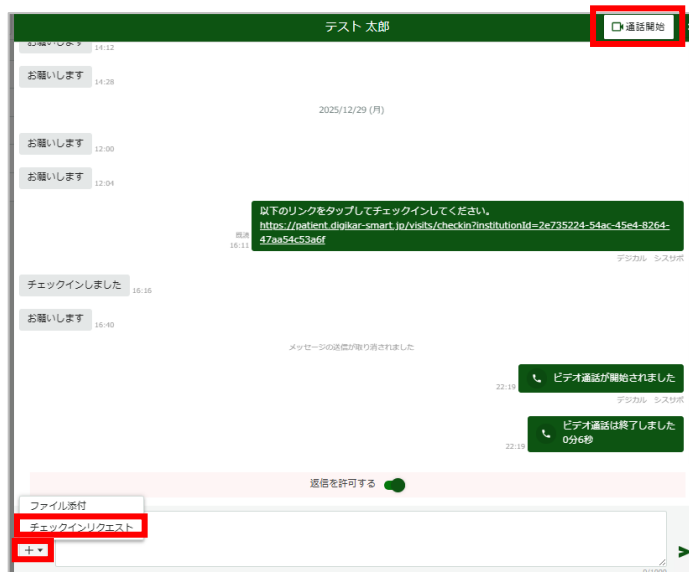 テスト 太郎
通話開始
お願いします 14:12
お願いします 14:28
2025/12/29 (月)
お願いします 12:00
お願いします 12:04
以下のリンクをタップしてチェックインしてください。
https://patient.digikar-smart.jp/visits/checkin?institutionId=2e735224-54ac-45e4-8264-
47aa54c53a6f
既読
16:11
デジカル シスサポ
チェックインしました 16:16
お願いします 16:40
メッセージの送信が取り消されました
ビデオ通話が開始されました
22:19
デジカル シスサポ
ビデオ通話は終了しました
0分6秒
22:19
返信を許可する
ファイル添付
チェックインリクエスト
+
0/1000